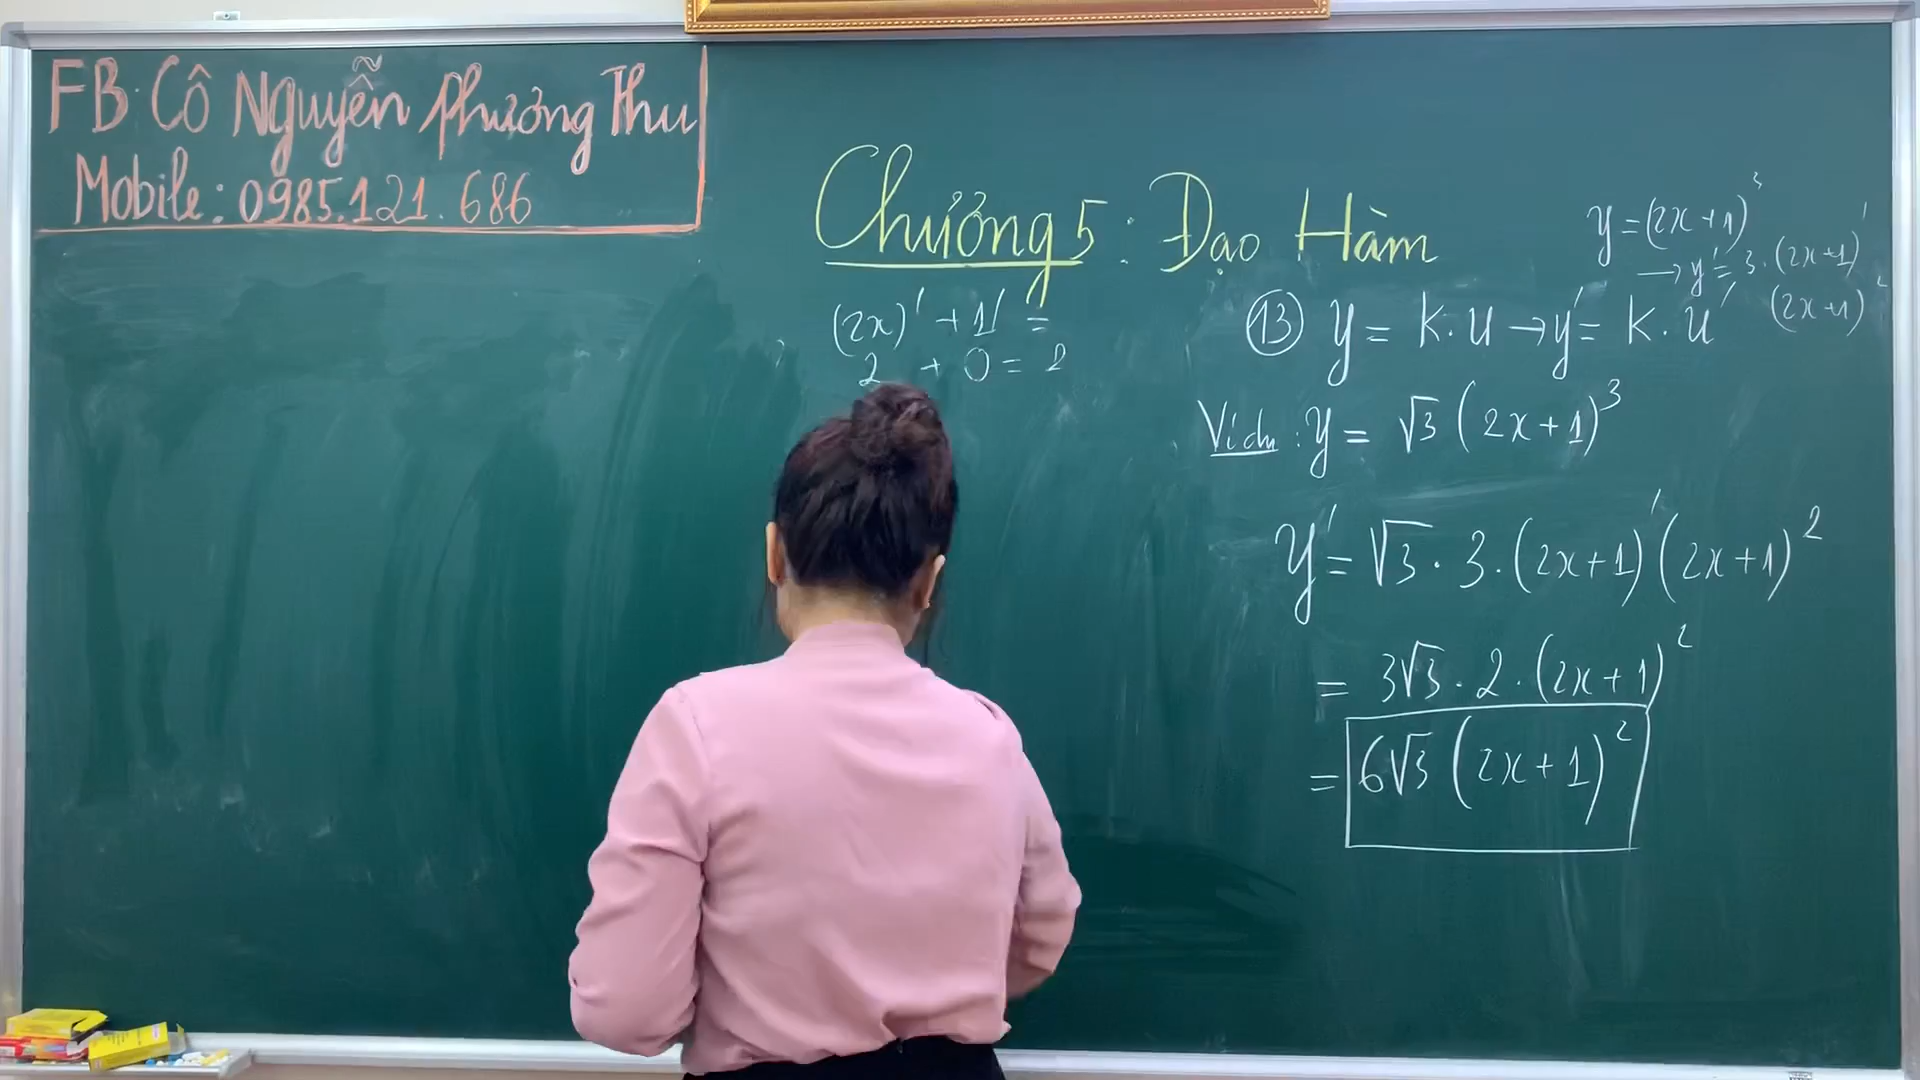 FB: Cô Nguyễn Phương Thu
Mobile: 0985.121.686
Chương 5: Đạo Hàm
(2x)' + 1' =
2 + 0 = 2
y = (2x+1)³
→ y' = 3.(2x+1)'
(2x+1)²
⑬ y = K.u → y' = K.u'
Ví dụ: y = √3 (2x+1)³
y' = √3 . 3.(2x+1)'(2x+1)²
= 3√3 . 2 . (2x+1)²
= 6√3 (2x+1)²